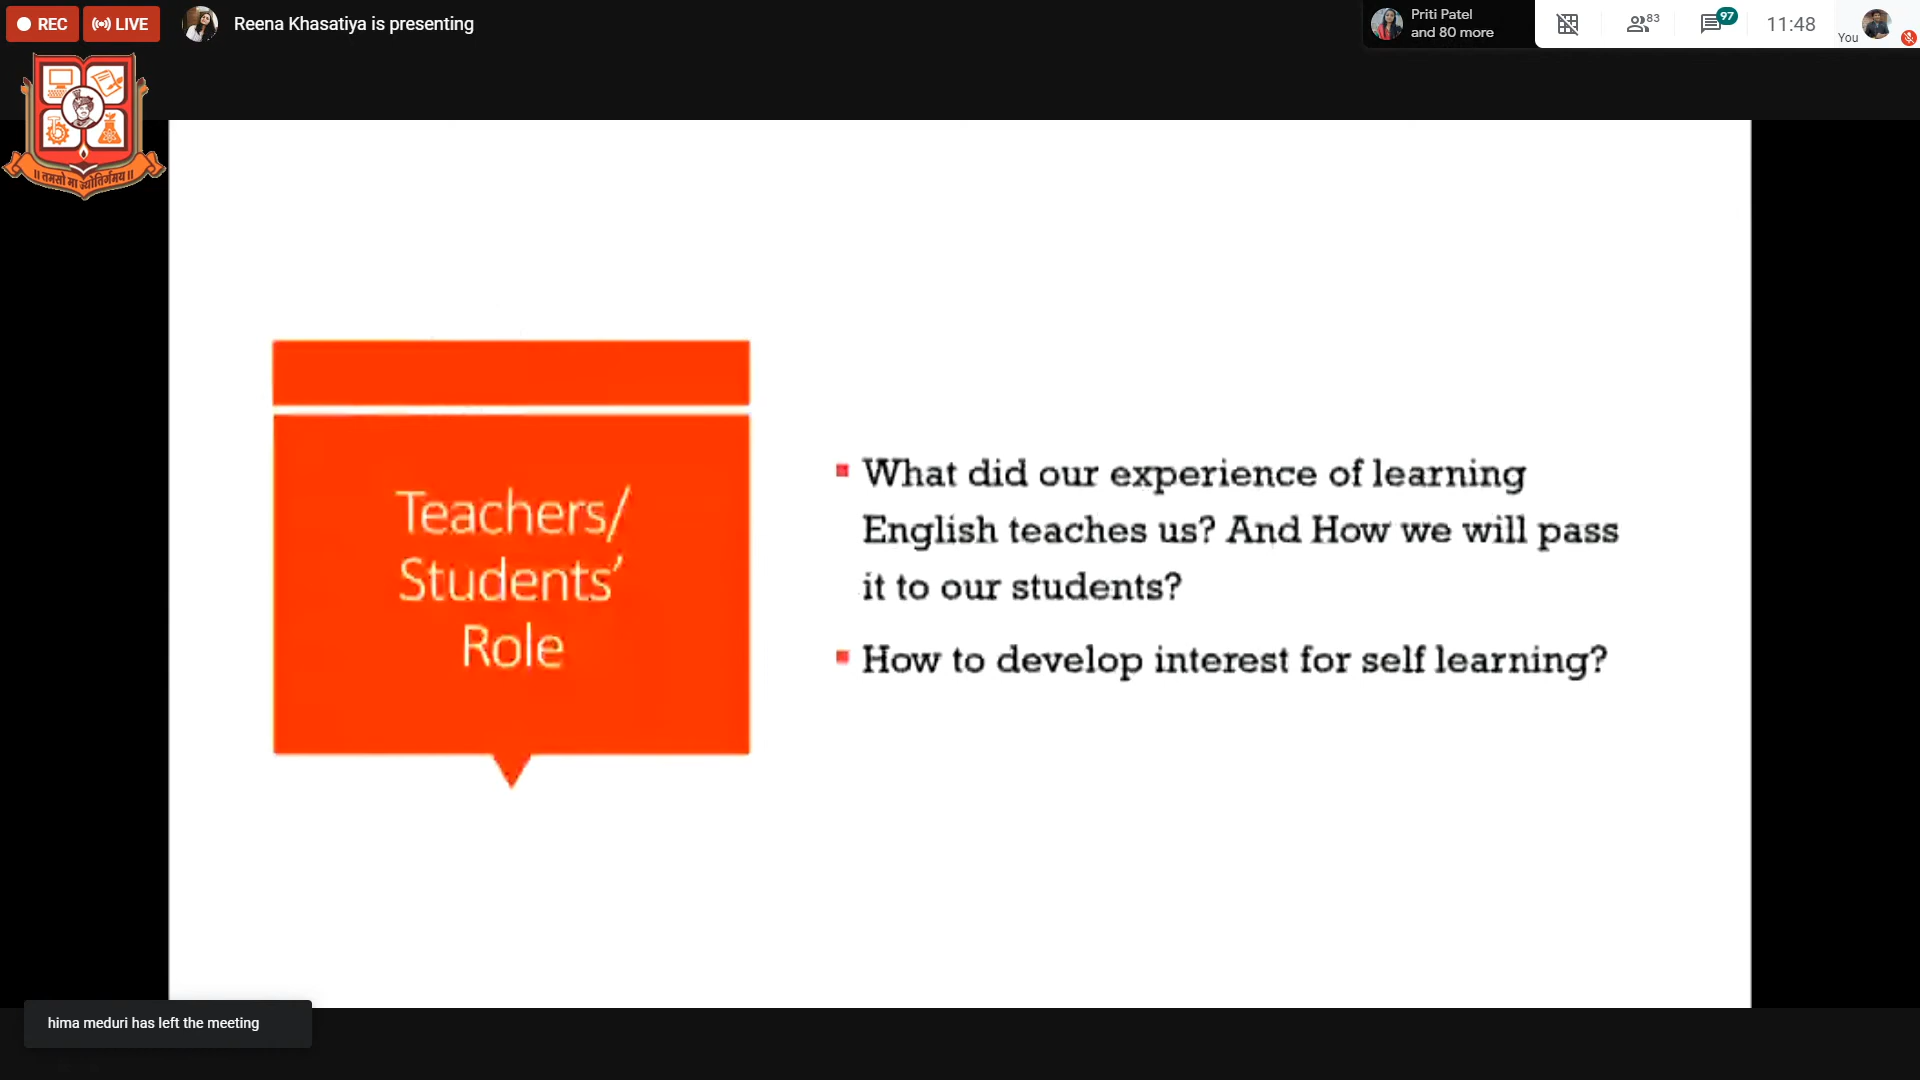 REC
LIVE
Reena Khasatiya is presenting
Priti Patel
and 80 more
83
97
11:48
You
॥ तमसो मा ज्योतिर्गमय ॥
Teachers/
Students’
Role
What did our experience of learning
English teaches us? And How we will pass
it to our students?
How to develop interest for self learning?
hima meduri has left the meeting